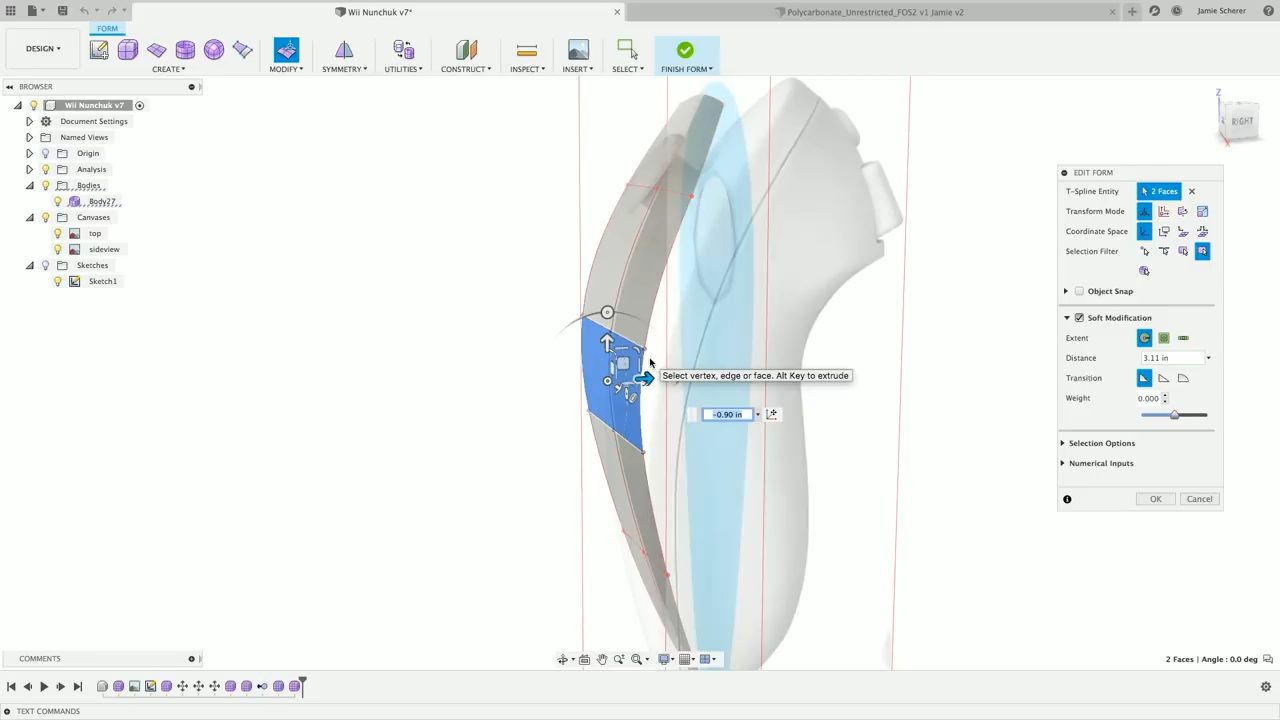 Wii Nunchuk v7*
Polycarbonate_Unrestricted_FOS2 v1 Jamie v2
Jamie Scherer
FORM
DESIGN
CREATE
MODIFY
SYMMETRY
UTILITIES
CONSTRUCT
INSPECT
INSERT
SELECT
FINISH FORM
BROWSER
Wii Nunchuk v7
Document Settings
Named Views
Origin
Analysis
Bodies
Body27
Canvases
top
sideview
Sketches
Sketch1
Z
RIGHT
X
EDIT FORM
T-Spline Entity
2 Faces
Transform Mode
Coordinate Space
Selection Filter
Object Snap
Soft Modification
Extent
Distance
3.11 in
Transition
Weight
0.000
Selection Options
Numerical Inputs
OK
Cancel
Select vertex, edge or face. Alt Key to extrude
-0.90 in
COMMENTS
2 Faces | Angle : 0.0 deg
TEXT COMMANDS